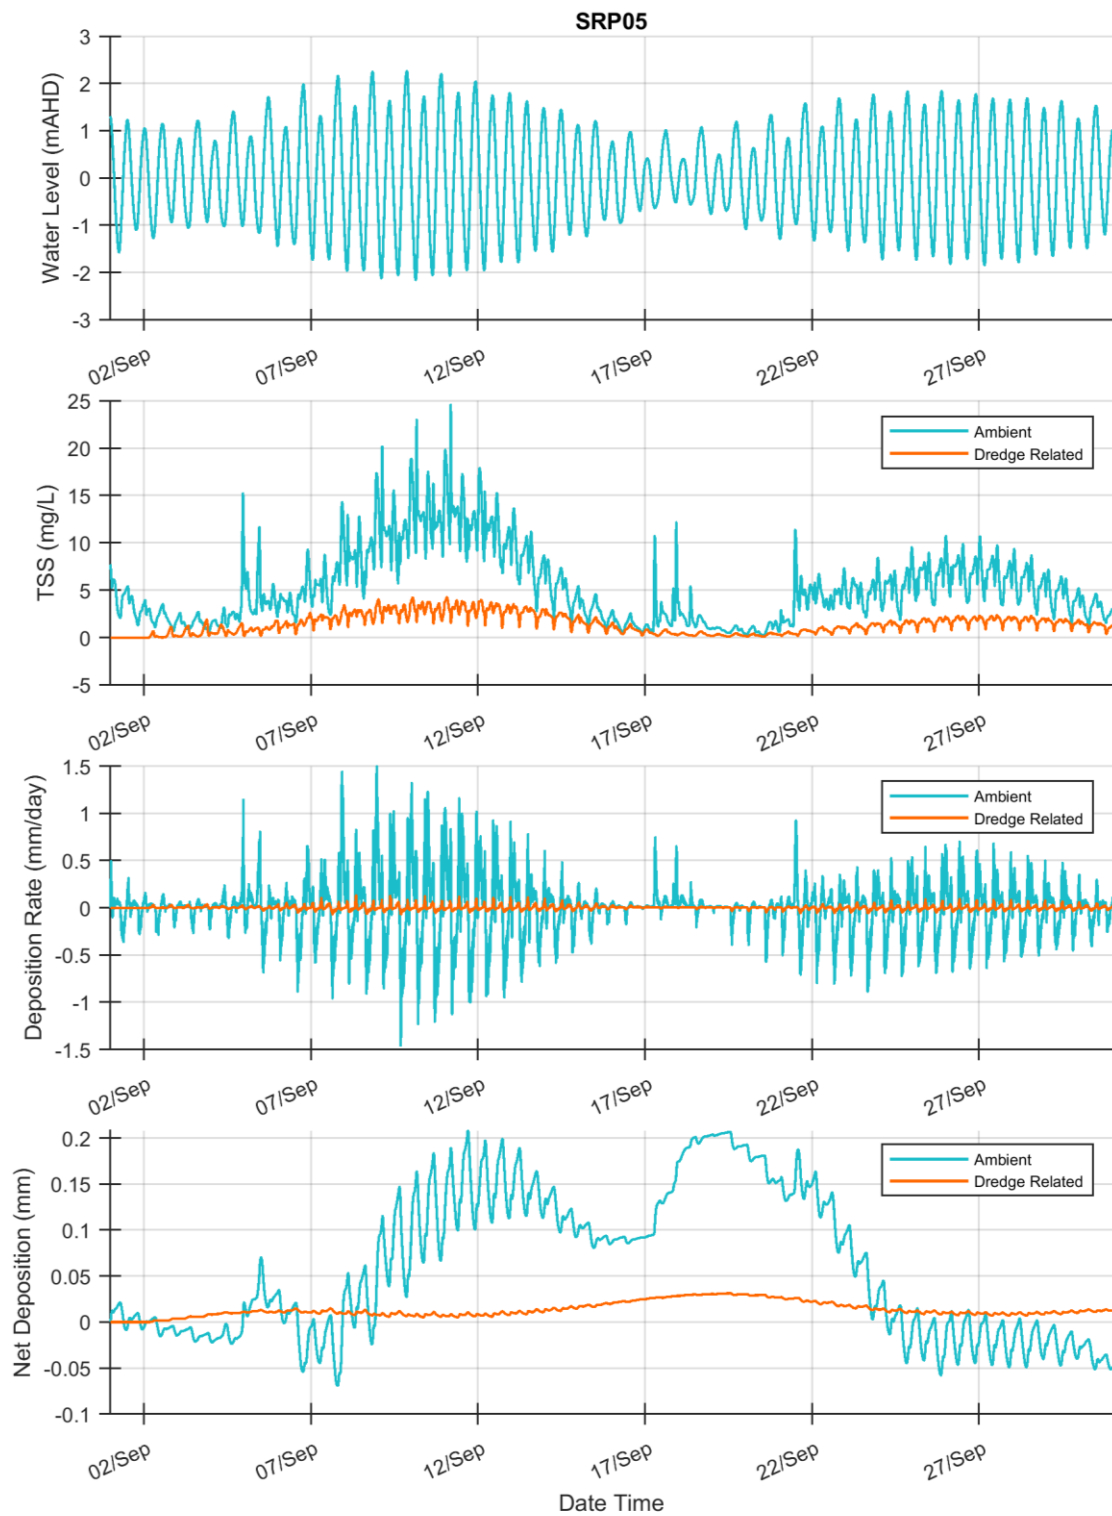 SRP05
Water Level (mAHD)
3
2
1
0
-1
-2
-3
02/Sep 07/Sep 12/Sep 17/Sep 22/Sep 27/Sep
TSS (mg/L)
25
20
15
10
5
0
-5
Ambient
Dredge Related
02/Sep 07/Sep 12/Sep 17/Sep 22/Sep 27/Sep
Deposition Rate (mm/day)
1.5
1
0.5
0
-0.5
-1
-1.5
Ambient
Dredge Related
02/Sep 07/Sep 12/Sep 17/Sep 22/Sep 27/Sep
Net Deposition (mm)
0.2
0.15
0.1
0.05
0
-0.05
-0.1
Ambient
Dredge Related
02/Sep 07/Sep 12/Sep 17/Sep 22/Sep 27/Sep
Date Time